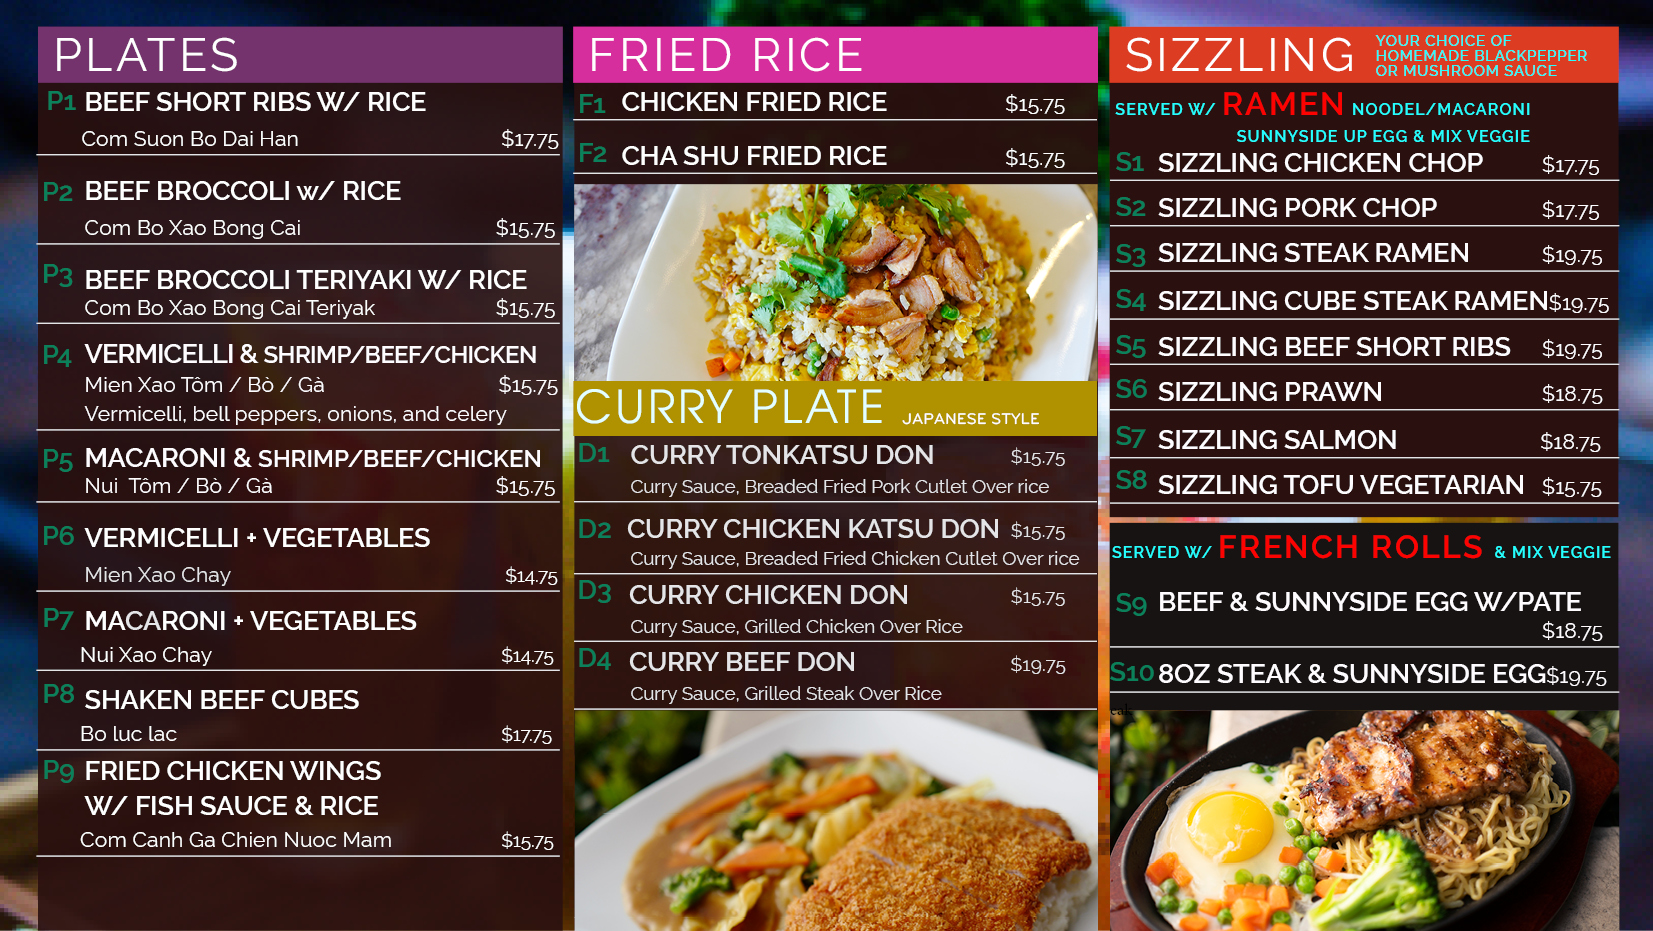 PLATES
P1 BEEF SHORT RIBS W/ RICE
Com Suon Bo Dai Han $17.75
P2 BEEF BROCCOLI w/ RICE
Com Bo Xao Bong Cai $15.75
P3 BEEF BROCCOLI TERIYAKI W/ RICE
Com Bo Xao Bong Cai Teriyak $15.75
P4 VERMICELLI & SHRIMP/BEEF/CHICKEN
Mien Xao Tôm / Bò / Gà $15.75
Vermicelli, bell peppers, onions, and celery
P5 MACARONI & SHRIMP/BEEF/CHICKEN
Nui Tôm / Bò / Gà $15.75
P6 VERMICELLI + VEGETABLES
Mien Xao Chay $14.75
P7 MACARONI + VEGETABLES
Nui Xao Chay $14.75
P8 SHAKEN BEEF CUBES
Bo luc lac $17.75
P9 FRIED CHICKEN WINGS
W/ FISH SAUCE & RICE
Com Canh Ga Chien Nuoc Mam $15.75
FRIED RICE
F1 CHICKEN FRIED RICE $15.75
F2 CHA SHU FRIED RICE $15.75
CURRY PLATE JAPANESE STYLE
D1 CURRY TONKATSU DON $15.75
Curry Sauce, Breaded Fried Pork Cutlet Over rice
D2 CURRY CHICKEN KATSU DON $15.75
Curry Sauce, Breaded Fried Chicken Cutlet Over rice
D3 CURRY CHICKEN DON $15.75
Curry Sauce, Grilled Chicken Over Rice
D4 CURRY BEEF DON $19.75
Curry Sauce, Grilled Steak Over Rice
SIZZLING
YOUR CHOICE OF
HOMEMADE BLACKPEPPER
OR MUSHROOM SAUCE
SERVED W/ RAMEN NOODEL/MACARONI
SUNNYSIDE UP EGG & MIX VEGGIE
S1 SIZZLING CHICKEN CHOP $17.75
S2 SIZZLING PORK CHOP $17.75
S3 SIZZLING STEAK RAMEN $19.75
S4 SIZZLING CUBE STEAK RAMEN $19.75
S5 SIZZLING BEEF SHORT RIBS $19.75
S6 SIZZLING PRAWN $18.75
S7 SIZZLING SALMON $18.75
S8 SIZZLING TOFU VEGETARIAN $15.75
SERVED W/ FRENCH ROLLS & MIX VEGGIE
S9 BEEF & SUNNYSIDE EGG W/PATE
$18.75
S10 8OZ STEAK & SUNNYSIDE EGG $19.75